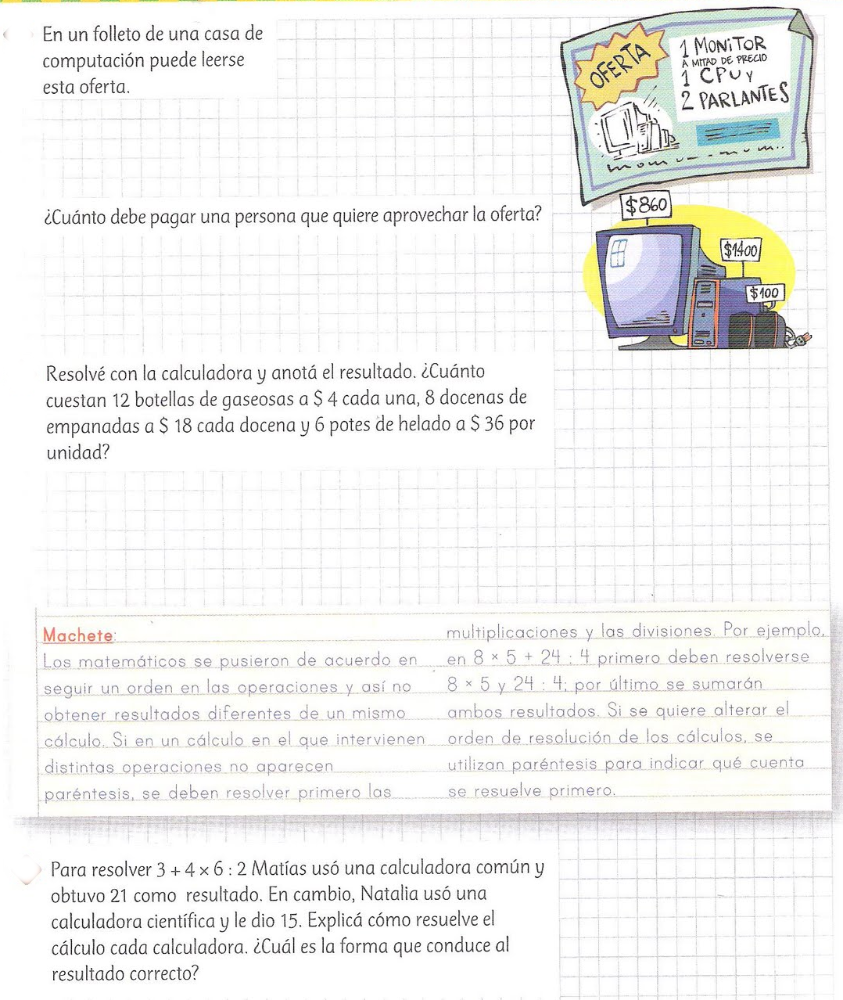 En un folleto de una casa de
computación puede leerse
esta oferta.
OFERTA
1 MONiTOR
A MITAD DE PRECIO
1 CPU Y
2 PARLANTES
¿Cuánto debe pagar una persona que quiere aprovechar la oferta?
$860
$1400
$100
Resolvé con la calculadora y anotá el resultado. ¿Cuánto
cuestan 12 botellas de gaseosas a $ 4 cada una, 8 docenas de
empanadas a $ 18 cada docena y 6 potes de helado a $ 36 por
unidad?
Machete:
Los matemáticos se pusieron de acuerdo en
seguir un orden en las operaciones y así no
obtener resultados diferentes de un mismo
cálculo. Si en un cálculo en el que intervienen
distintas operaciones no aparecen
paréntesis, se deben resolver primero las
multiplicaciones y las divisiones. Por ejemplo,
en 8 × 5 + 24 : 4 primero deben resolverse
8 × 5 y 24 : 4; por último se sumarán
ambos resultados. Si se quiere alterar el
orden de resolución de los cálculos, se
utilizan paréntesis para indicar qué cuenta
se resuelve primero.
Para resolver 3 + 4 × 6 : 2 Matías usó una calculadora común y
obtuvo 21 como resultado. En cambio, Natalia usó una
calculadora científica y le dio 15. Explicá cómo resuelve el
cálculo cada calculadora. ¿Cuál es la forma que conduce al
resultado correcto?